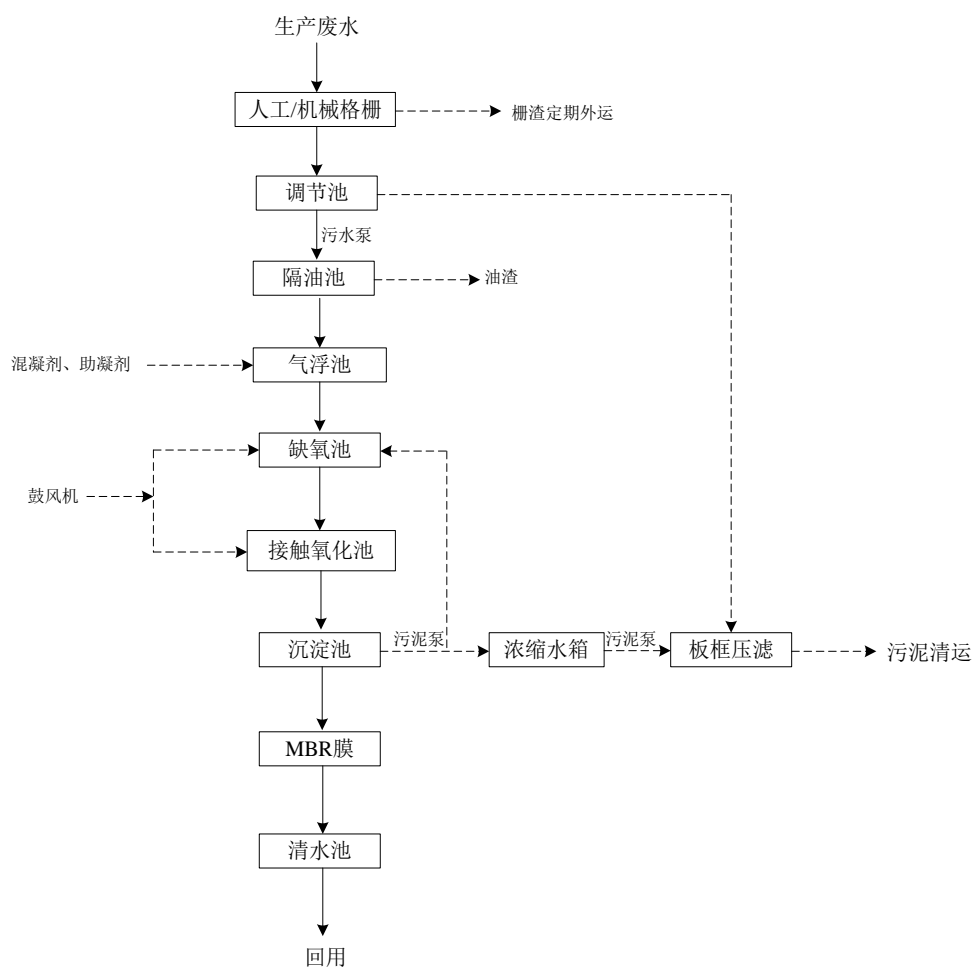 生产废水
人工/机械格栅
栅渣定期外运
调节池
污水泵
隔油池
油渣
混凝剂、助凝剂
气浮池
缺氧池
鼓风机
接触氧化池
沉淀池
污泥泵
浓缩水箱
污泥泵
板框压滤
污泥清运
MBR膜
清水池
回用